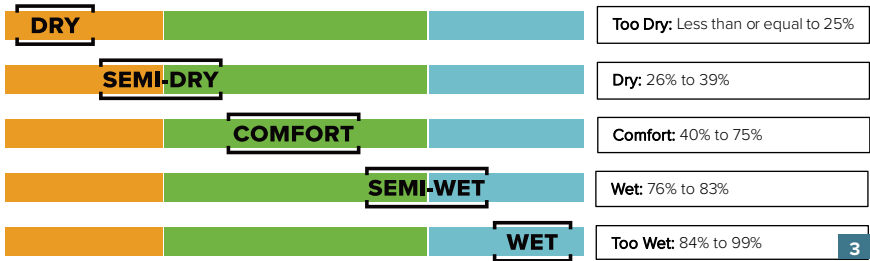 DRY
Too Dry: Less than or equal to 25%
SEMI-DRY
Dry: 26% to 39%
COMFORT
Comfort: 40% to 75%
SEMI-WET
Wet: 76% to 83%
WET
Too Wet: 84% to 99%
3